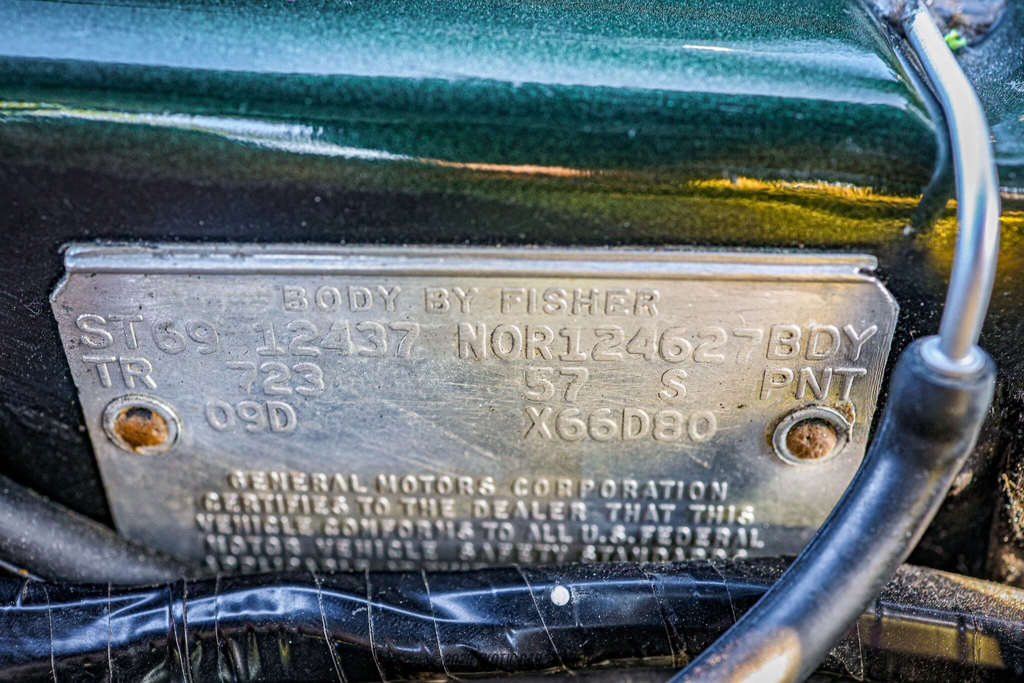 BODY BY FISHER
ST 69 12437 NOR124627 BDY
TR 723 57 S PNT
09D X66D80
GENERAL MOTORS CORPORATION
CERTIFIES TO THE DEALER THAT THIS
VEHICLE CONFORMS TO ALL U.S. FEDERAL
MOTOR VEHICLE SAFETY STANDARDS